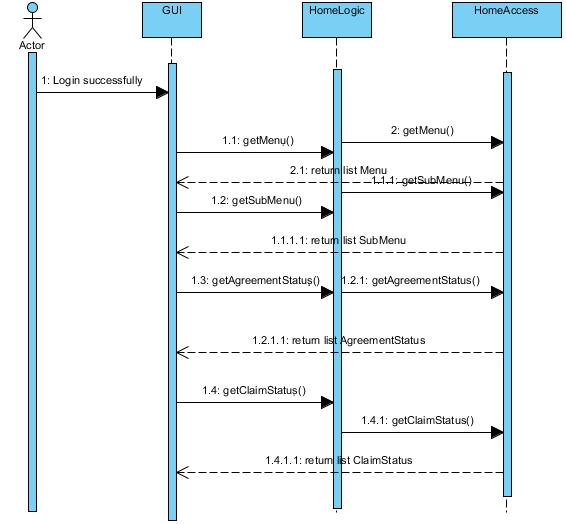 GUI
HomeLogic
HomeAccess
Actor
1: Login successfully
2: getMenu()
1.1: getMenu()
2.1: return list Menu
1.1.1: getSubMenu()
1.2: getSubMenu()
1.1.1.1: return list SubMenu
1.3: getAgreementStatus()
1.2.1: getAgreementStatus()
1.2.1.1: return list AgreementStatus
1.4: getClaimStatus()
1.4.1: getClaimStatus()
1.4.1.1: return list ClaimStatus